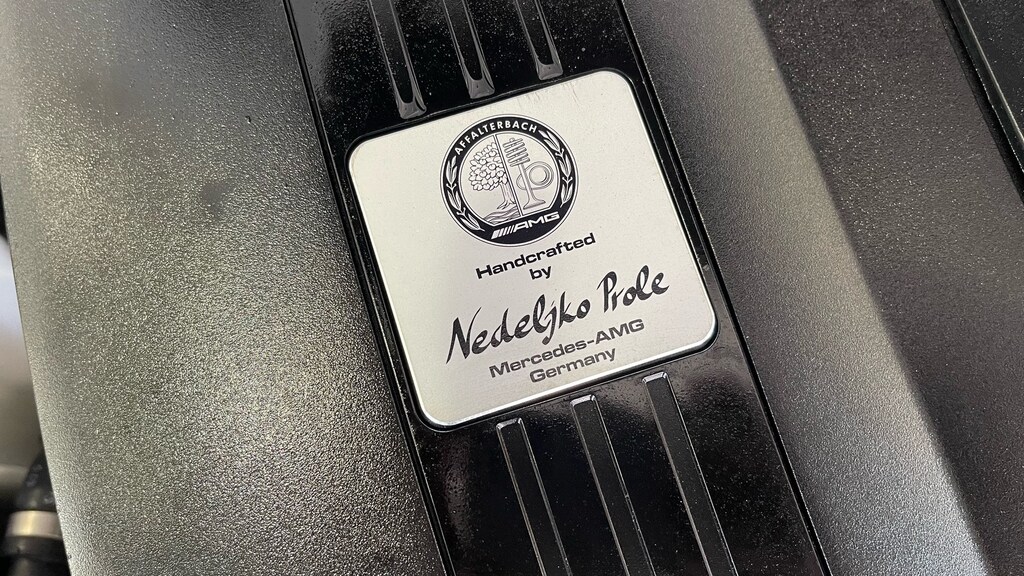 AFFALTERBACH
AMG
Handcrafted
by
Nedeljko Prole
Mercedes-AMG
Germany